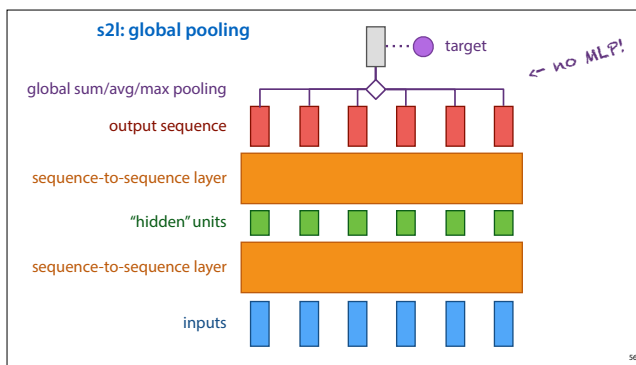 s2l: global pooling
target
← no MLP!
global sum/avg/max pooling
output sequence
sequence-to-sequence layer
"hidden" units
sequence-to-sequence layer
inputs
se